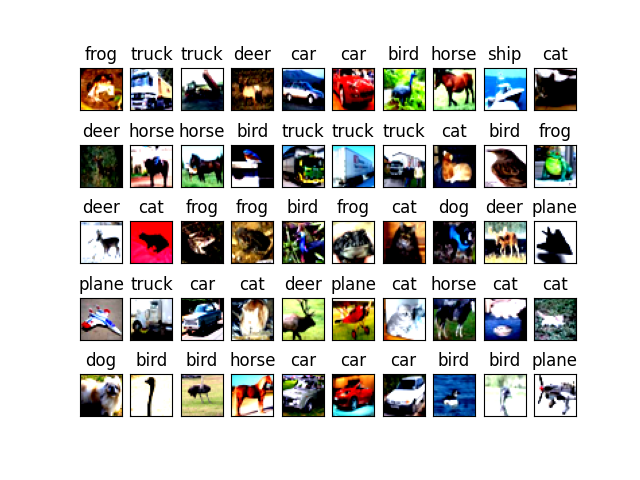 frog truck truck deer car car bird horse ship cat
deer horse horse bird truck truck truck cat bird frog
deer cat frog frog bird frog cat dog deer plane
plane truck car cat deer plane cat horse cat cat
dog bird bird horse car car car bird bird plane